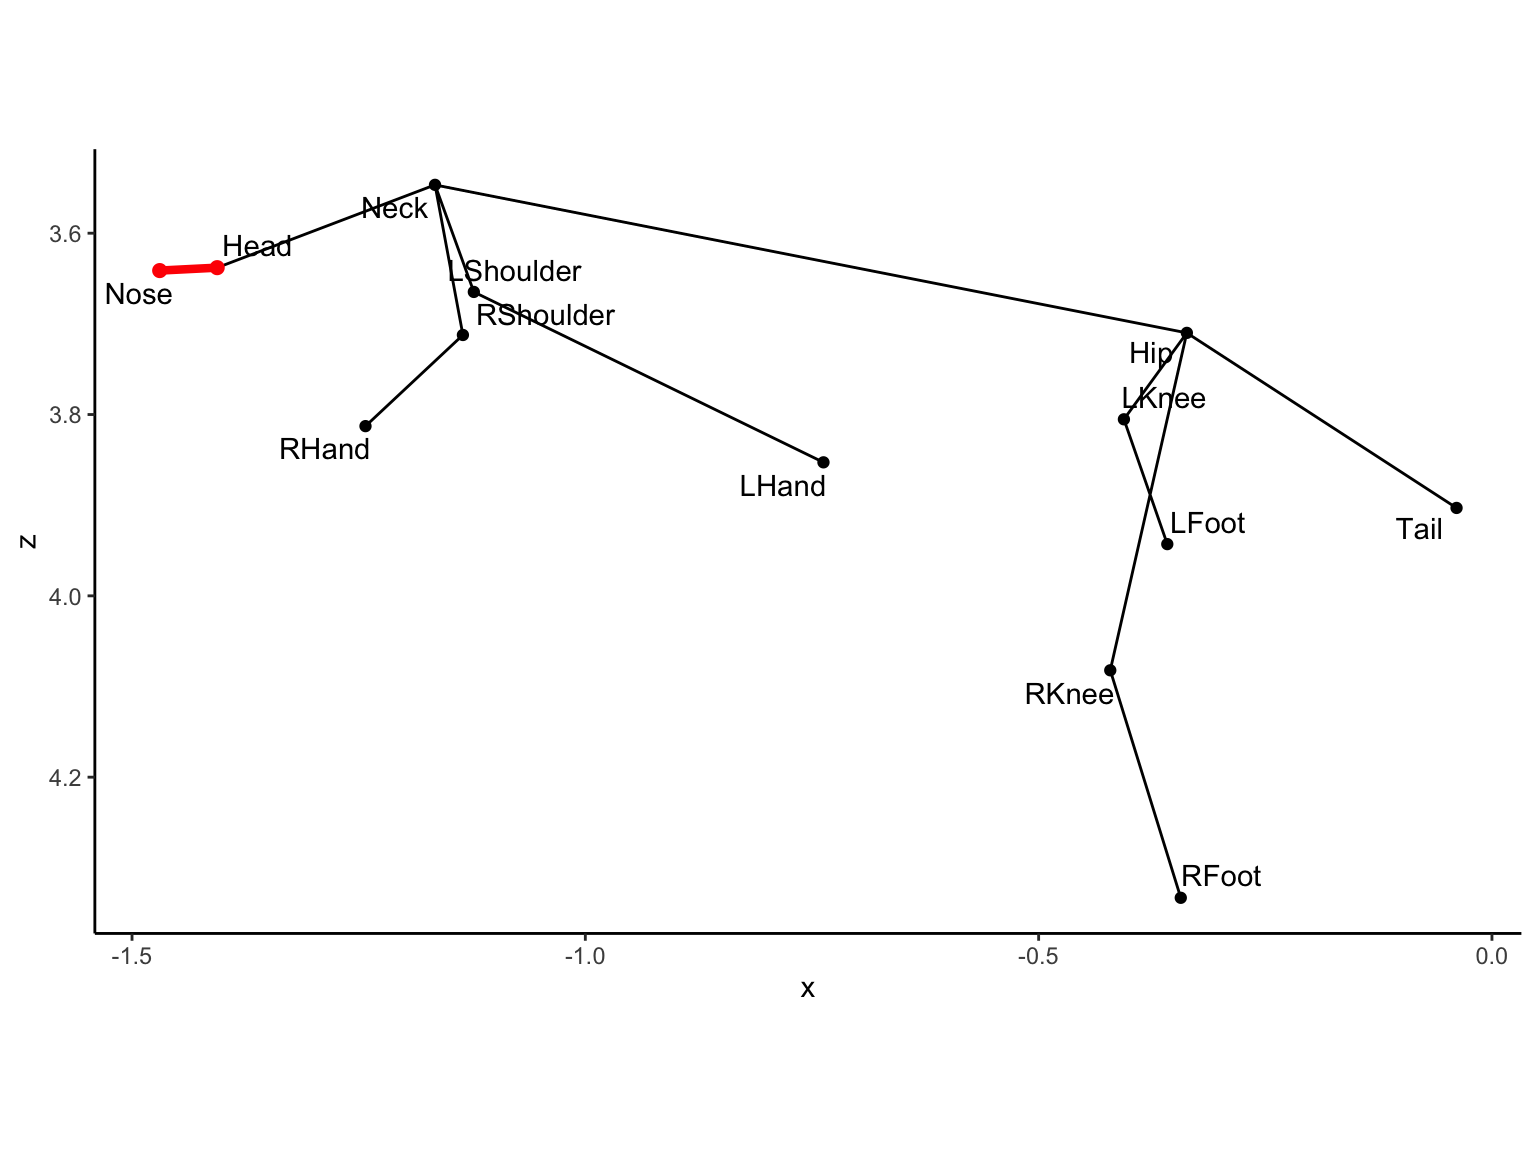 Neck
Head
3.6
LShoulder
Nose
RShoulder
Hip
LKnee
3.8
RHand
LHand
LFoot
Tail
z
4.0
RKnee
4.2
RFoot
-1.5
-1.0
-0.5
0.0
x